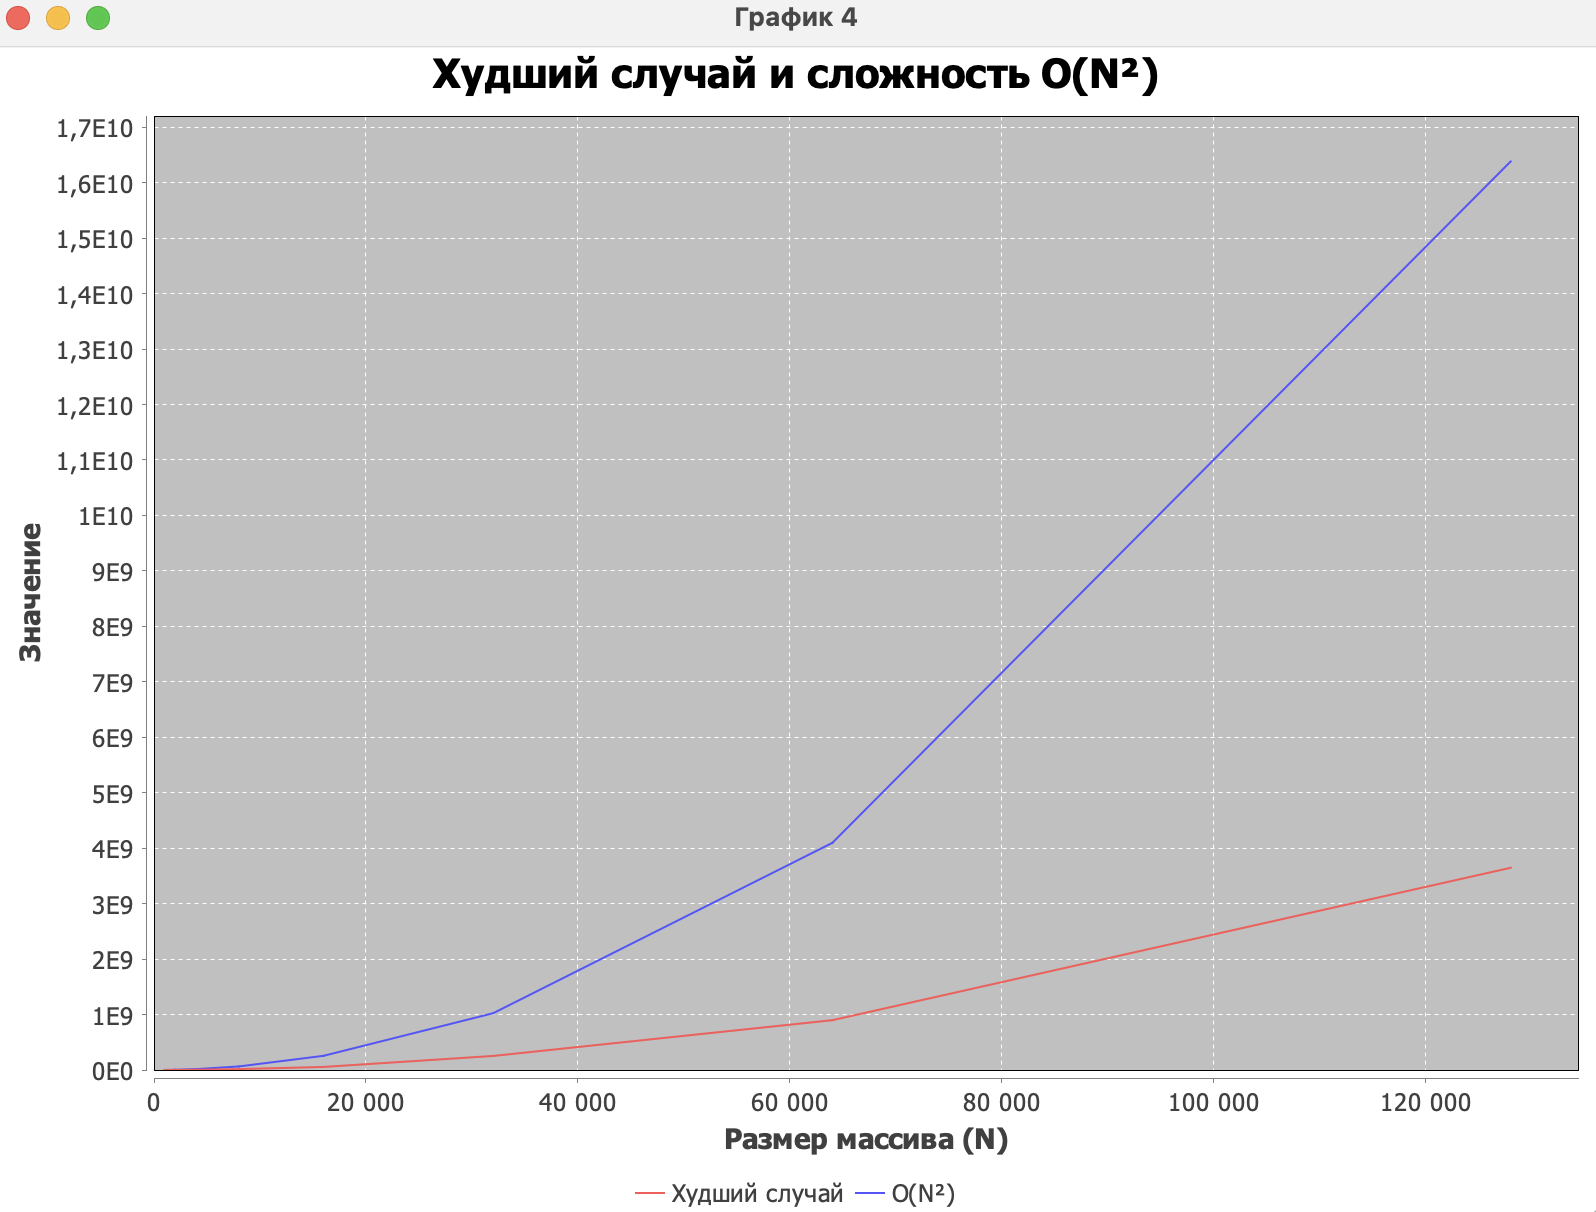 График 4
Худший случай и сложность O(N²)
1,7E10
1,6E10
1,5E10
1,4E10
1,3E10
1,2E10
1,1E10
1E10
9E9
8E9
7E9
6E9
5E9
4E9
3E9
2E9
1E9
0E0
Значение
0 20 000 40 000 60 000 80 000 100 000 120 000
Размер массива (N)
Худший случай O(N²)